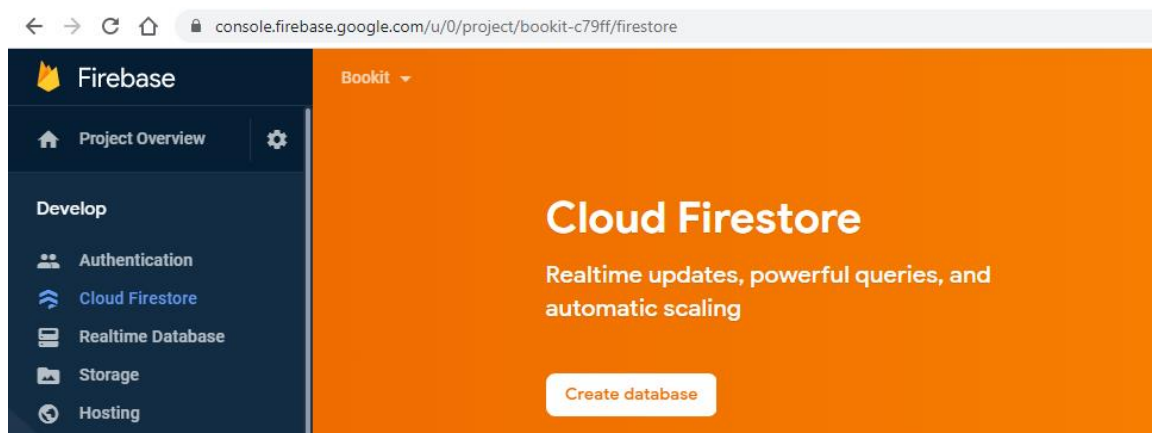 console.firebase.google.com/u/0/project/bookit-c79ff/firestore
Firebase
Bookit
Project Overview
Develop
Authentication
Cloud Firestore
Realtime Database
Storage
Hosting
Cloud Firestore
Realtime updates, powerful queries, and
automatic scaling
Create database